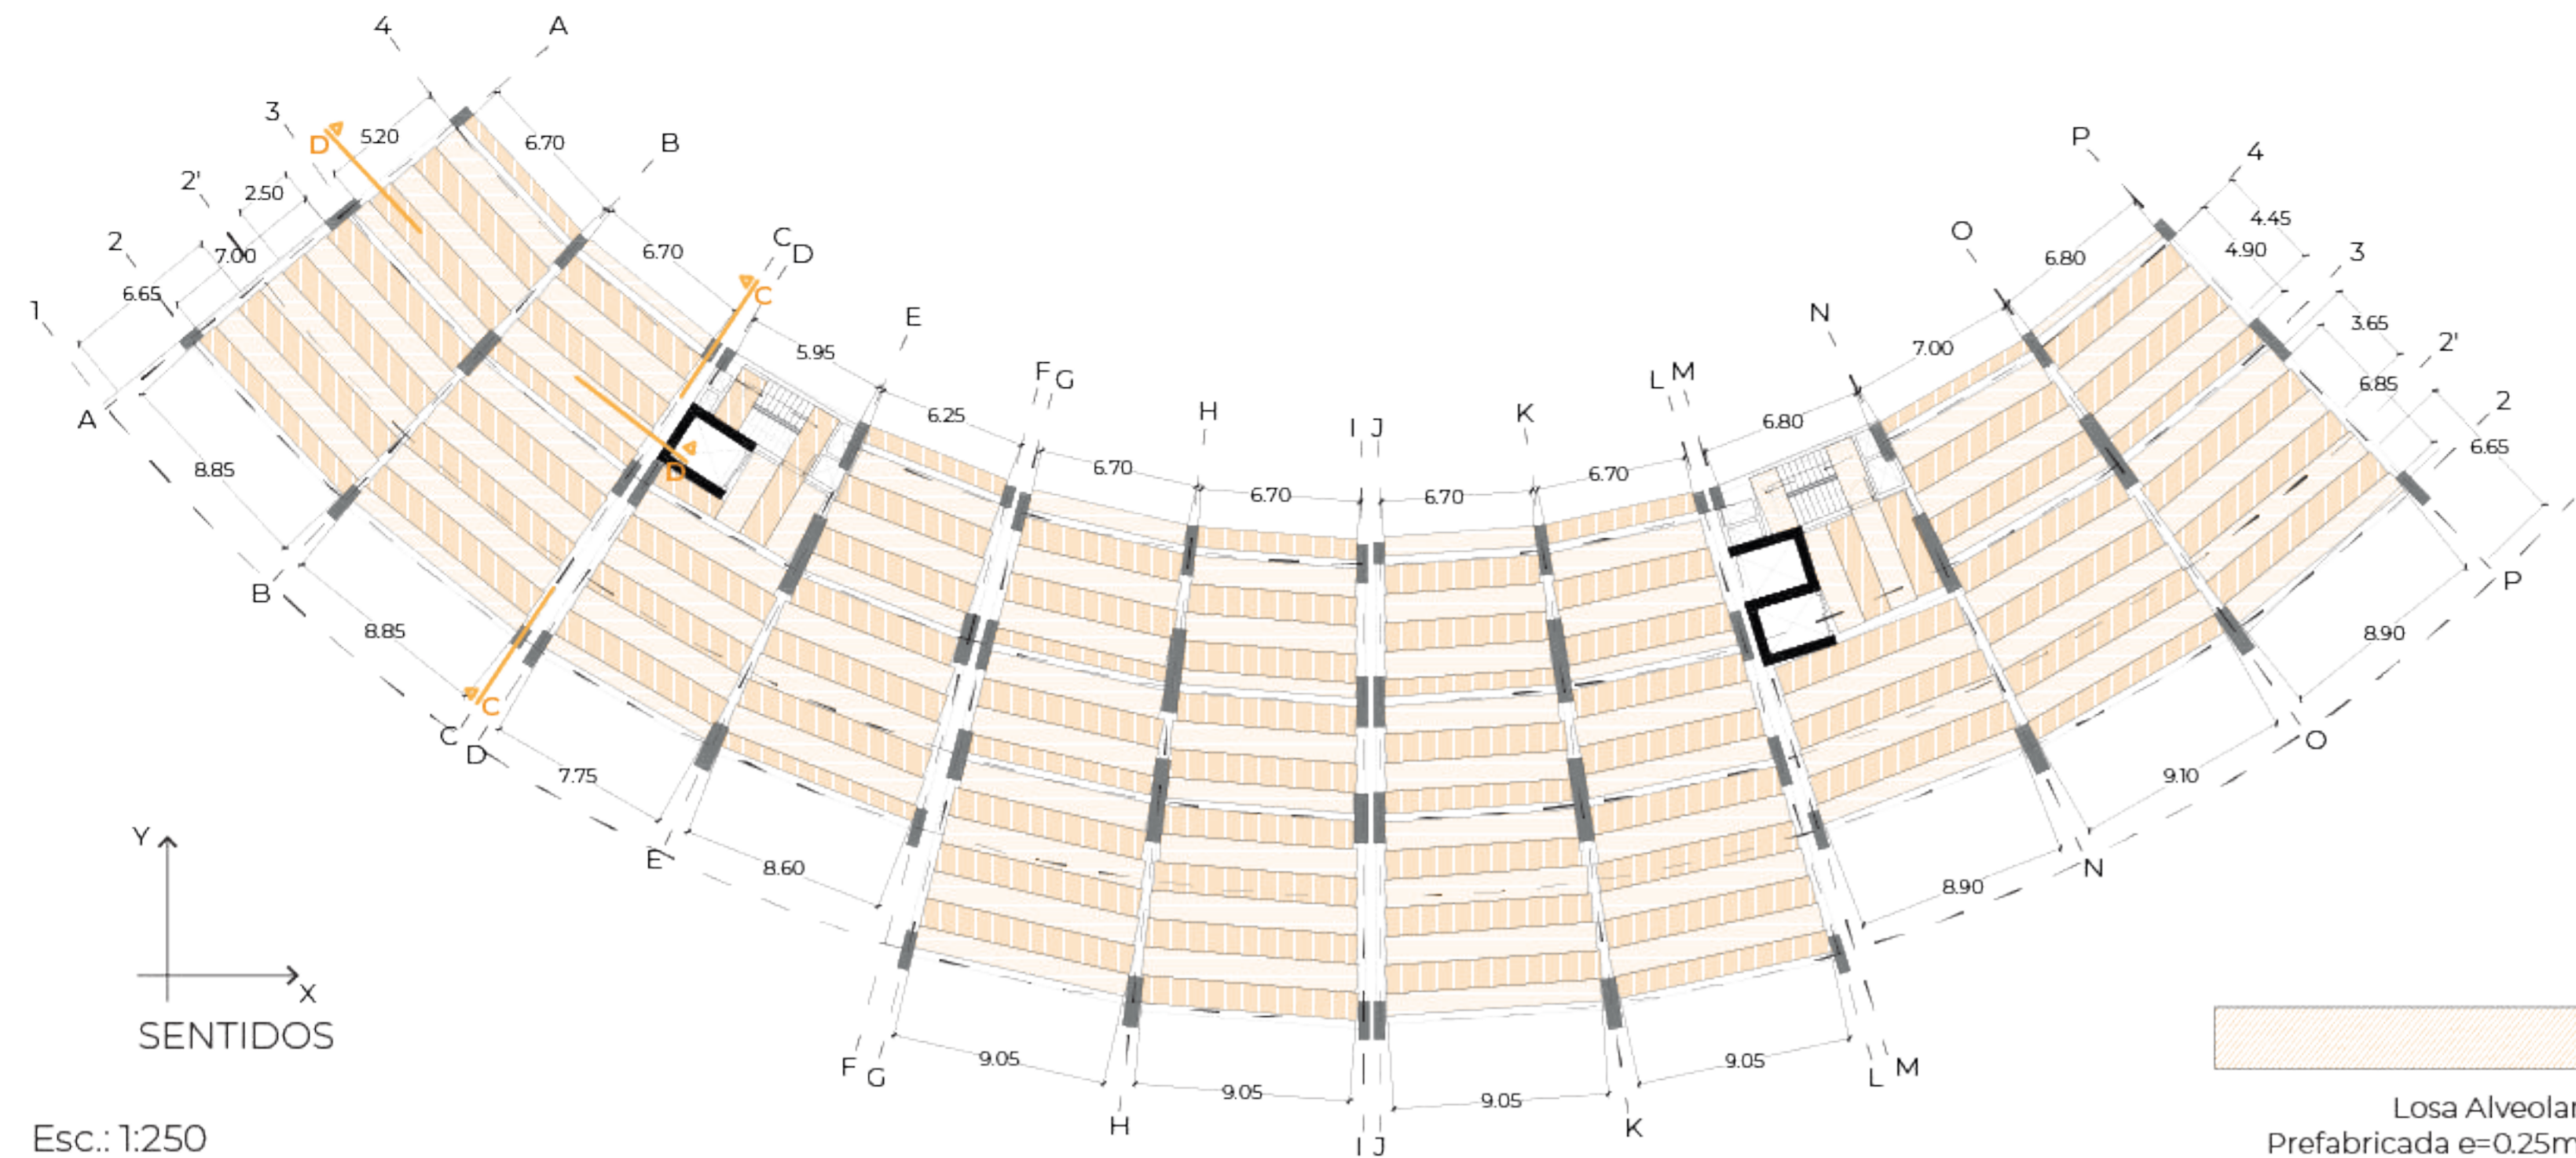 4
A
3
D
5.20
6.70
B
2'
2.50
P
4
2
7.00
6.70
C
D
O
4.45
3
4.90
1
6.65
C
6.80
E
5.95
N
3.65
2'
7.00
A
F G
L M
6.85
2
8.85
6.25
H
I J
K
6.80
6.65
D
6.70
6.70
6.70
6.70
B
P
8.85
8.90
C
C
D
O
7.75
9.10
E
8.60
N
8.90
Y
X
SENTIDOS
F G
9.05
9.05
9.05
9.05
L M
H
K
I J
Esc.: 1:250
Losa Alveolar
Prefabricada e=0.25m